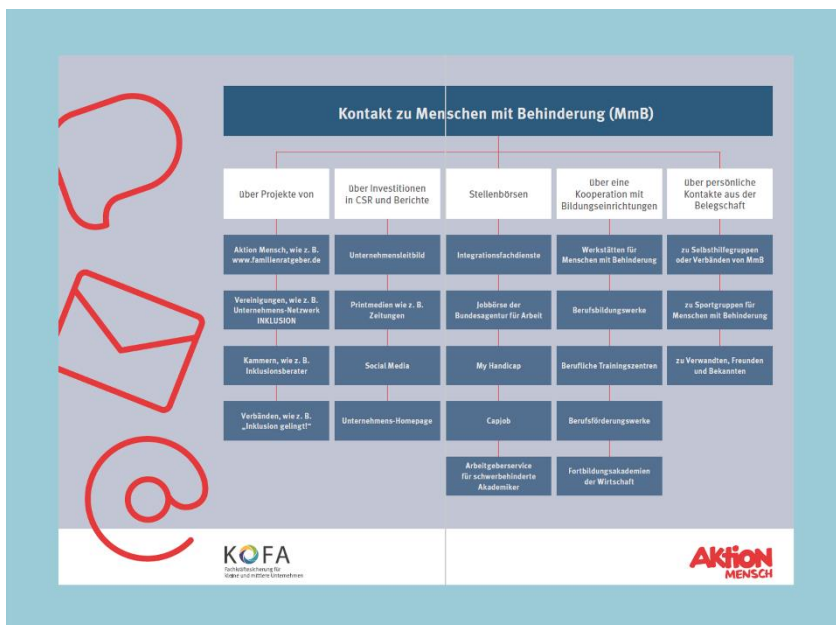 Kontakt zu Menschen mit Behinderung (MmB)
über Projekte von
über Investitionen
in CSR und Berichte
Stellenbörsen
über eine
Kooperation mit
Bildungseinrichtungen
über persönliche
Kontakte aus der
Belegschaft
Aktion Mensch, wie z. B.
www.familienratgeber.de
Unternehmensleitbild
Integrationsfachdienste
Werkstätten für
Menschen mit Behinderung
zu Selbsthilfegruppen
oder Verbänden von MmB
Vereinigungen, wie z. B.
Unternehmens-Netzwerk
INKLUSION
Printmedien wie z. B.
Zeitungen
Jobbörse der
Bundesagentur für Arbeit
Berufsbildungswerke
zu Sportgruppen für
Menschen mit Behinderung
Kammern, wie z. B.
Inklusionsberater
Social Media
My Handicap
Berufliche Trainingszentren
zu Verwandten, Freunden
und Bekannten
Verbänden, wie z. B.
„Inklusion gelingt!“
Unternehmens-Homepage
Capjob
Berufsförderungswerke
Arbeitgeberservice
für schwerbehinderte
Akademiker
Fortbildungsakademien
der Wirtschaft
KOFA
Fachkräftesicherung für
kleine und mittlere Unternehmen
AKTION
MENSCH